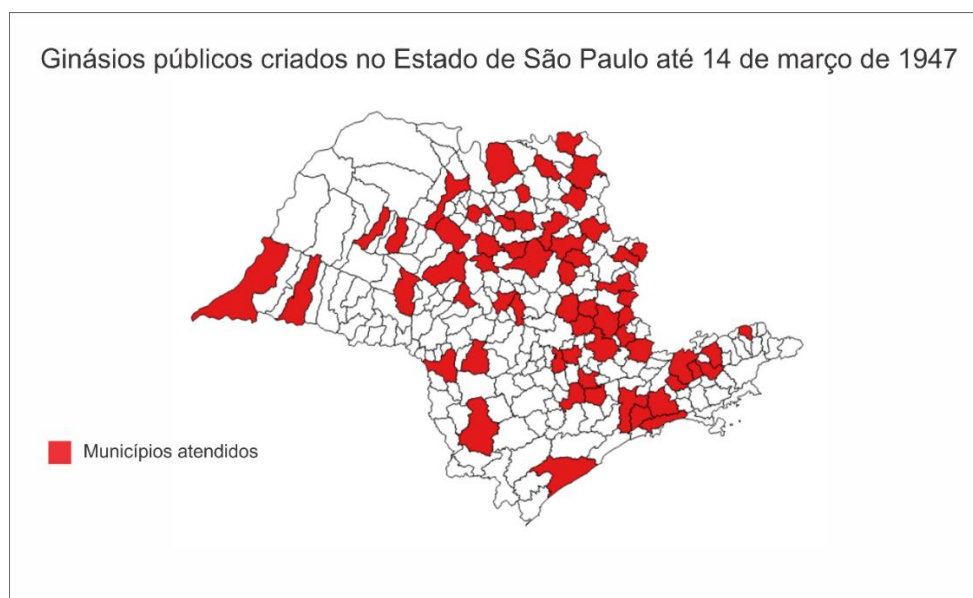 Ginásios públicos criados no Estado de São Paulo até 14 de março de 1947
Municípios atendidos